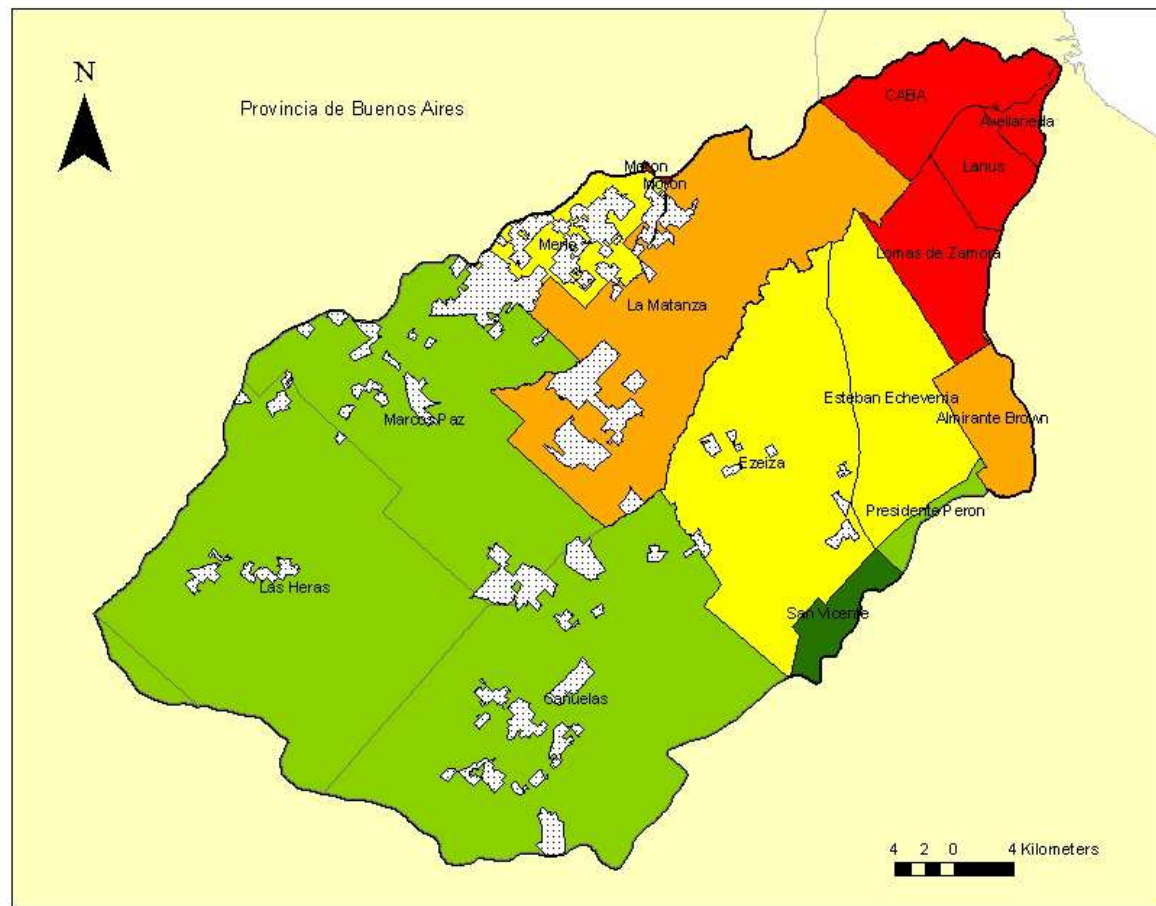 N
Provincia de Buenos Aires
CABA
Avellaneda
Lanus
Moron
Moron
Merlo
Lomas de Zamora
La Matanza
Esteban Echeverria
Almirante Brown
Marcos Paz
Ezeiza
Presidente Peron
Las Heras
San Vicente
Cañuelas
4 2 0 4 Kilometers